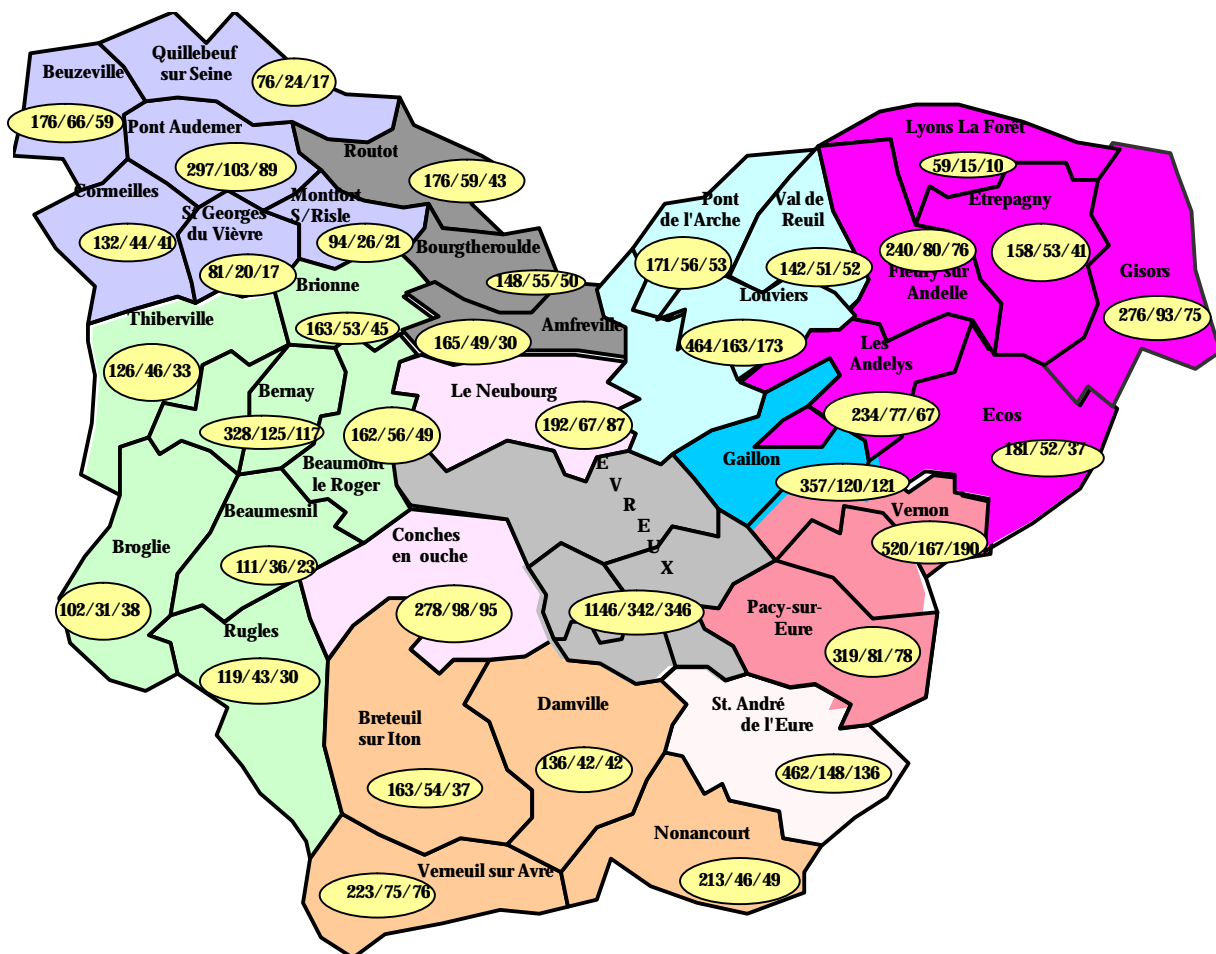 Quillebeuf
sur Seine
76/24/17
Beuzeville
176/66/59
Pont Audemer
297/103/89
Routot
176/59/43
Cormeilles
132/44/41
St Georges
du Vièvre
81/20/17
Montfort
S/Risle
94/26/21
Bourgtheroulde
148/55/50
Lyons La Forêt
59/15/10
Etrepagny
158/53/41
Pont
de l'Arche
171/56/53
Val de
Reuil
142/51/52
240/80/76
Fleury sur
Andelle
Gisors
276/93/75
Brionne
163/53/45
Thiberville
126/46/33
Amfreville
165/49/30
Louviers
464/163/173
Les
Andelys
234/77/67
Bernay
328/125/117
Le Neubourg
192/67/87
162/56/49
Beaumont
le Roger
Ecos
181/52/37
Gaillon
357/120/121
EVREUX
1146/342/346
Vernon
520/167/190
Beaumesnil
111/36/23
Broglie
102/31/38
Conches
en ouche
278/98/95
Pacy-sur-
Eure
319/81/78
Rugles
119/43/30
Breteuil
sur Iton
163/54/37
Damville
136/42/42
St. André
de l'Eure
462/148/136
Nonancourt
213/46/49
Verneuil sur Avre
223/75/76